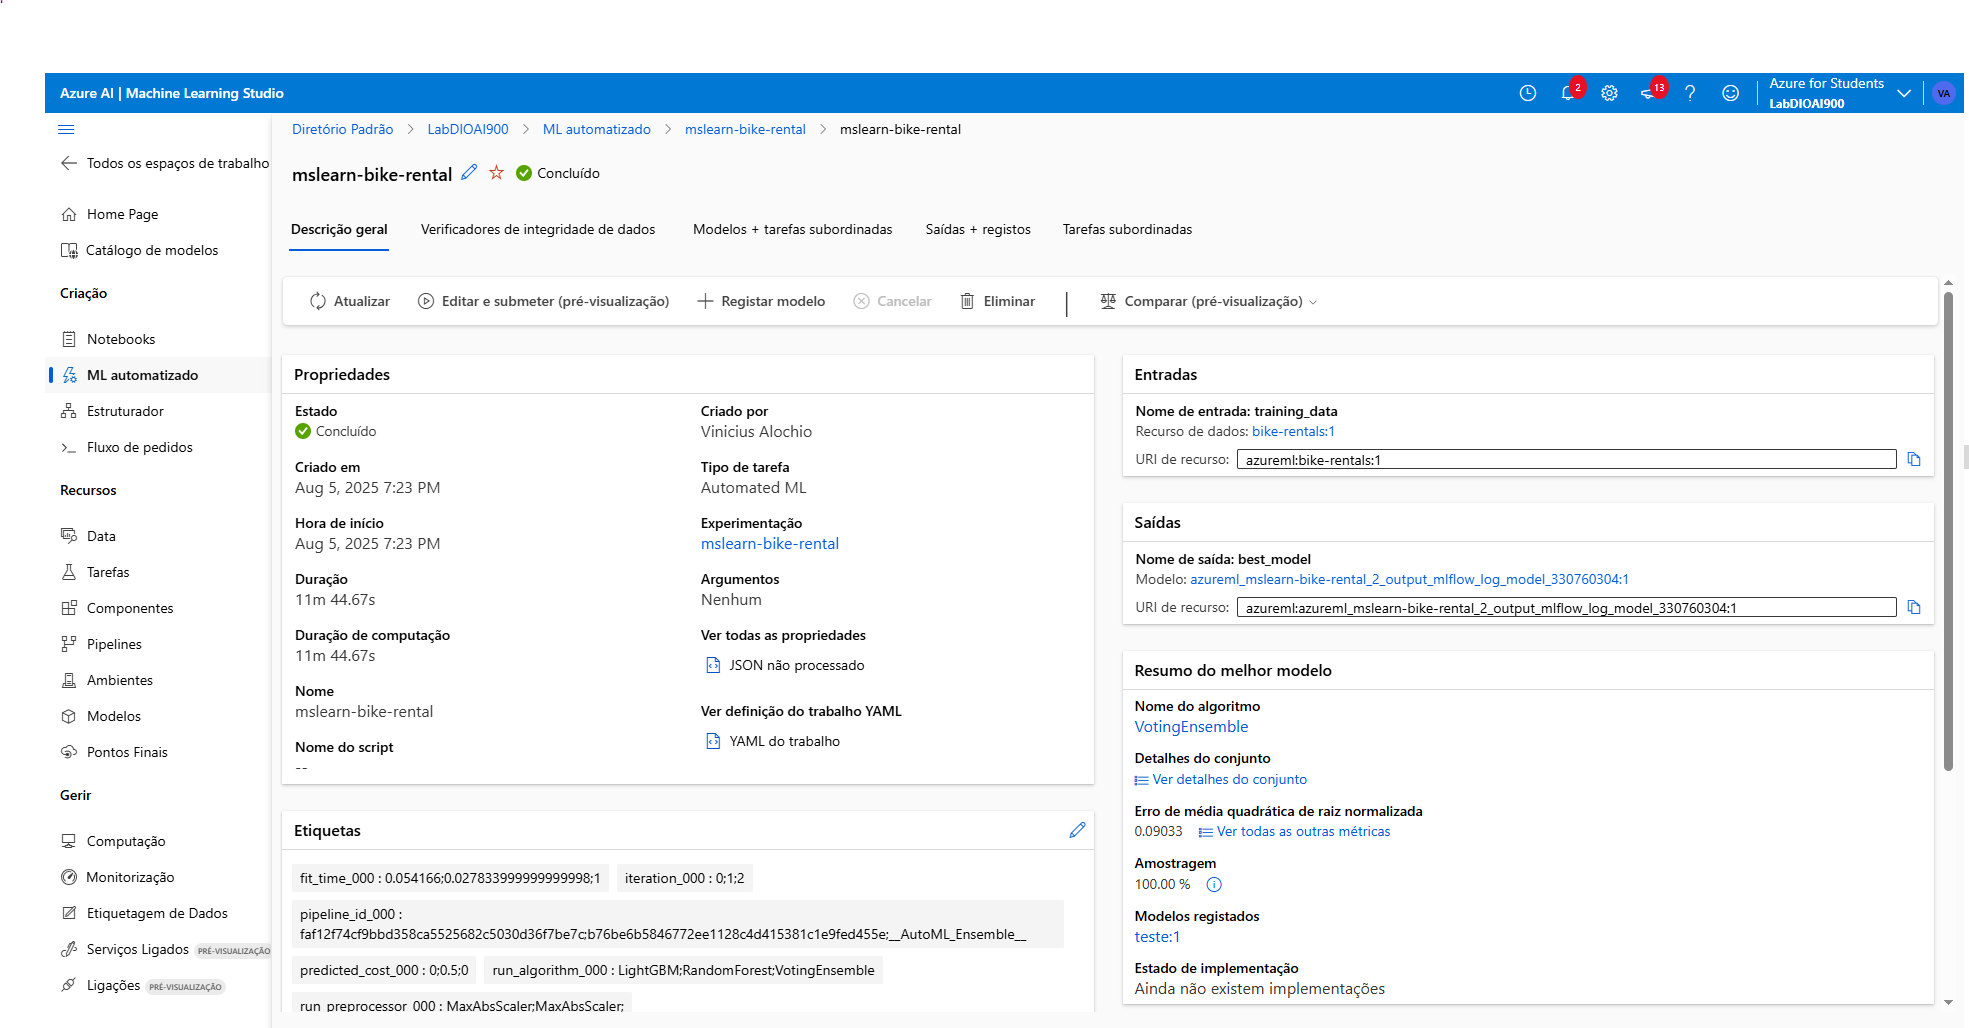 Azure AI | Machine Learning Studio
2
13
Azure for Students
LabDIOAI900
VA
Todos os espaços de trabalho
Home Page
Catálogo de modelos
Criação
Notebooks
ML automatizado
Estruturador
Fluxo de pedidos
Recursos
Data
Tarefas
Componentes
Pipelines
Ambientes
Modelos
Pontos Finais
Gerir
Computação
Monitorização
Etiquetagem de Dados
Serviços Ligados PRÉ-VISUALIZAÇÃO
Ligações PRÉ-VISUALIZAÇÃO
Diretório Padrão > LabDIOAI900 > ML automatizado > mslearn-bike-rental > mslearn-bike-rental
mslearn-bike-rental Concluído
Descrição geral Verificadores de integridade de dados Modelos + tarefas subordinadas Saídas + registos Tarefas subordinadas
Atualizar Editar e submeter (pré-visualização) Registar modelo Cancelar Eliminar | Comparar (pré-visualização)
Propriedades
Estado
Concluído
Criado em
Aug 5, 2025 7:23 PM
Hora de início
Aug 5, 2025 7:23 PM
Duração
11m 44.67s
Duração de computação
11m 44.67s
Nome
mslearn-bike-rental
Nome do script
--
Criado por
Vinicius Alochio
Tipo de tarefa
Automated ML
Experimentação
mslearn-bike-rental
Argumentos
Nenhum
Ver todas as propriedades
JSON não processado
Ver definição do trabalho YAML
YAML do trabalho
Etiquetas
fit_time_000 : 0.054166;0.027833999999999998;1 iteration_000 : 0;1;2
pipeline_id_000 :
faf12f74cf9bbd358ca5525682c5030d36f7be7c;b76be6b5846772ee1128c4d415381c1e9fed455e;__AutoML_Ensemble__
predicted_cost_000 : 0;0.5;0 run_algorithm_000 : LightGBM;RandomForest;VotingEnsemble
run_preprocessor_000 : MaxAbsScaler;MaxAbsScaler;
Entradas
Nome de entrada: training_data
Recurso de dados: bike-rentals:1
URI de recurso: azureml:bike-rentals:1
Saídas
Nome de saída: best_model
Modelo: azureml_mslearn-bike-rental_2_output_mlflow_log_model_330760304:1
URI de recurso: azureml:azureml_mslearn-bike-rental_2_output_mlflow_log_model_330760304:1
Resumo do melhor modelo
Nome do algoritmo
VotingEnsemble
Detalhes do conjunto
Ver detalhes do conjunto
Erro de média quadrática de raiz normalizada
0.09033 Ver todas as outras métricas
Amostragem
100.00 %
Modelos registados
teste:1
Estado de implementação
Ainda não existem implementações